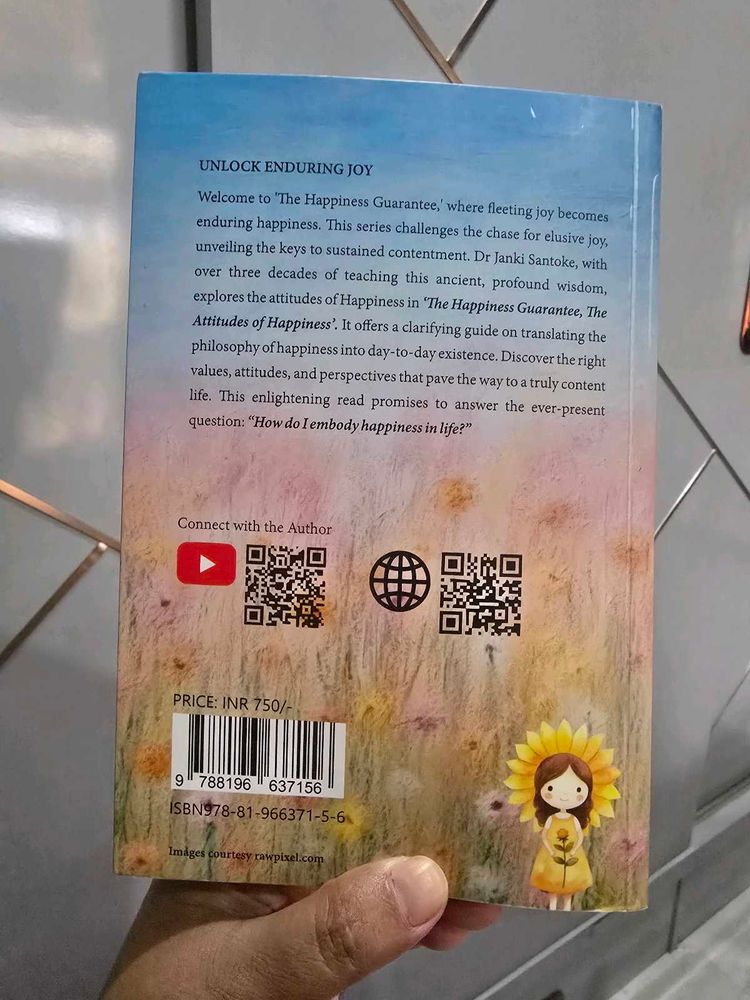 UNLOCK ENDURING JOY
Welcome to 'The Happiness Guarantee,' where fleeting joy becomes
enduring happiness. This series challenges the chase for elusive joy,
unveiling the keys to sustained contentment. Dr Janki Santoke, with
over three decades of teaching this ancient, profound wisdom,
explores the attitudes of Happiness in 'The Happiness Guarantee, The
Attitudes of Happiness'. It offers a clarifying guide on translating the
philosophy of happiness into day-to-day existence. Discover the right
values, attitudes, and perspectives that pave the way to a truly content
life. This enlightening read promises to answer the ever-present
question: "How do I embody happiness in life?"
Connect with the Author
PRICE: INR 750/-
9 788196 637156
ISBN978-81-966371-5-6
Images courtesy rawpixel.com